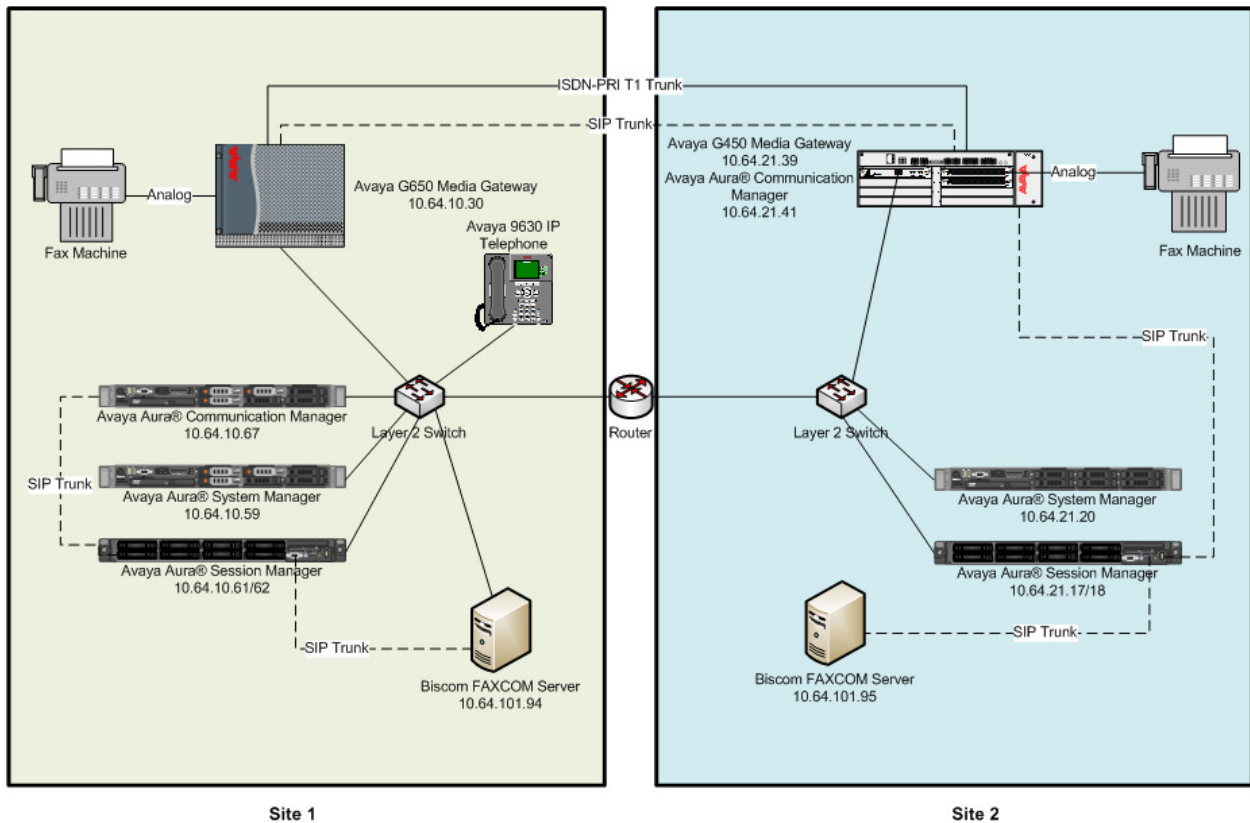 ISDN-PRI T1 Trunk
SIP Trunk
AVAYA
Analog
Fax Machine
Avaya G650 Media Gateway
10.64.10.30
Avaya 9630 IP
Telephone
Avaya Aura® Communication Manager
10.64.10.67
Layer 2 Switch
SIP Trunk
Avaya Aura® System Manager
10.64.10.59
Avaya Aura® Session Manager
10.64.10.61/62
SIP Trunk
Biscom FAXCOM Server
10.64.101.94
Router
Avaya G450 Media Gateway
10.64.21.39
Avaya Aura® Communication
Manager
10.64.21.41
AVAYA
Analog
Fax Machine
SIP Trunk
Layer 2 Switch
Avaya Aura® System Manager
10.64.21.20
Avaya Aura® Session Manager
10.64.21.17/18
SIP Trunk
Biscom FAXCOM Server
10.64.101.95
Site 1
Site 2